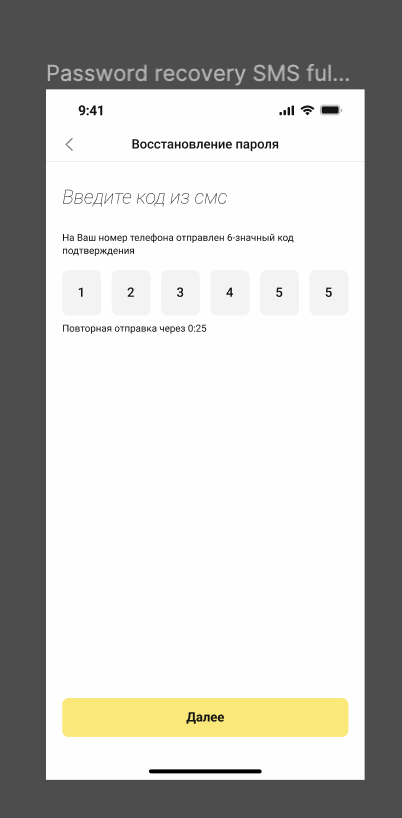 Password recovery SMS ful...
9:41
Восстановление пароля
Введите код из смс
На Ваш номер телефона отправлен 6-значный код
подтверждения
1 2 3 4 5 5
Повторная отправка через 0:25
Далее